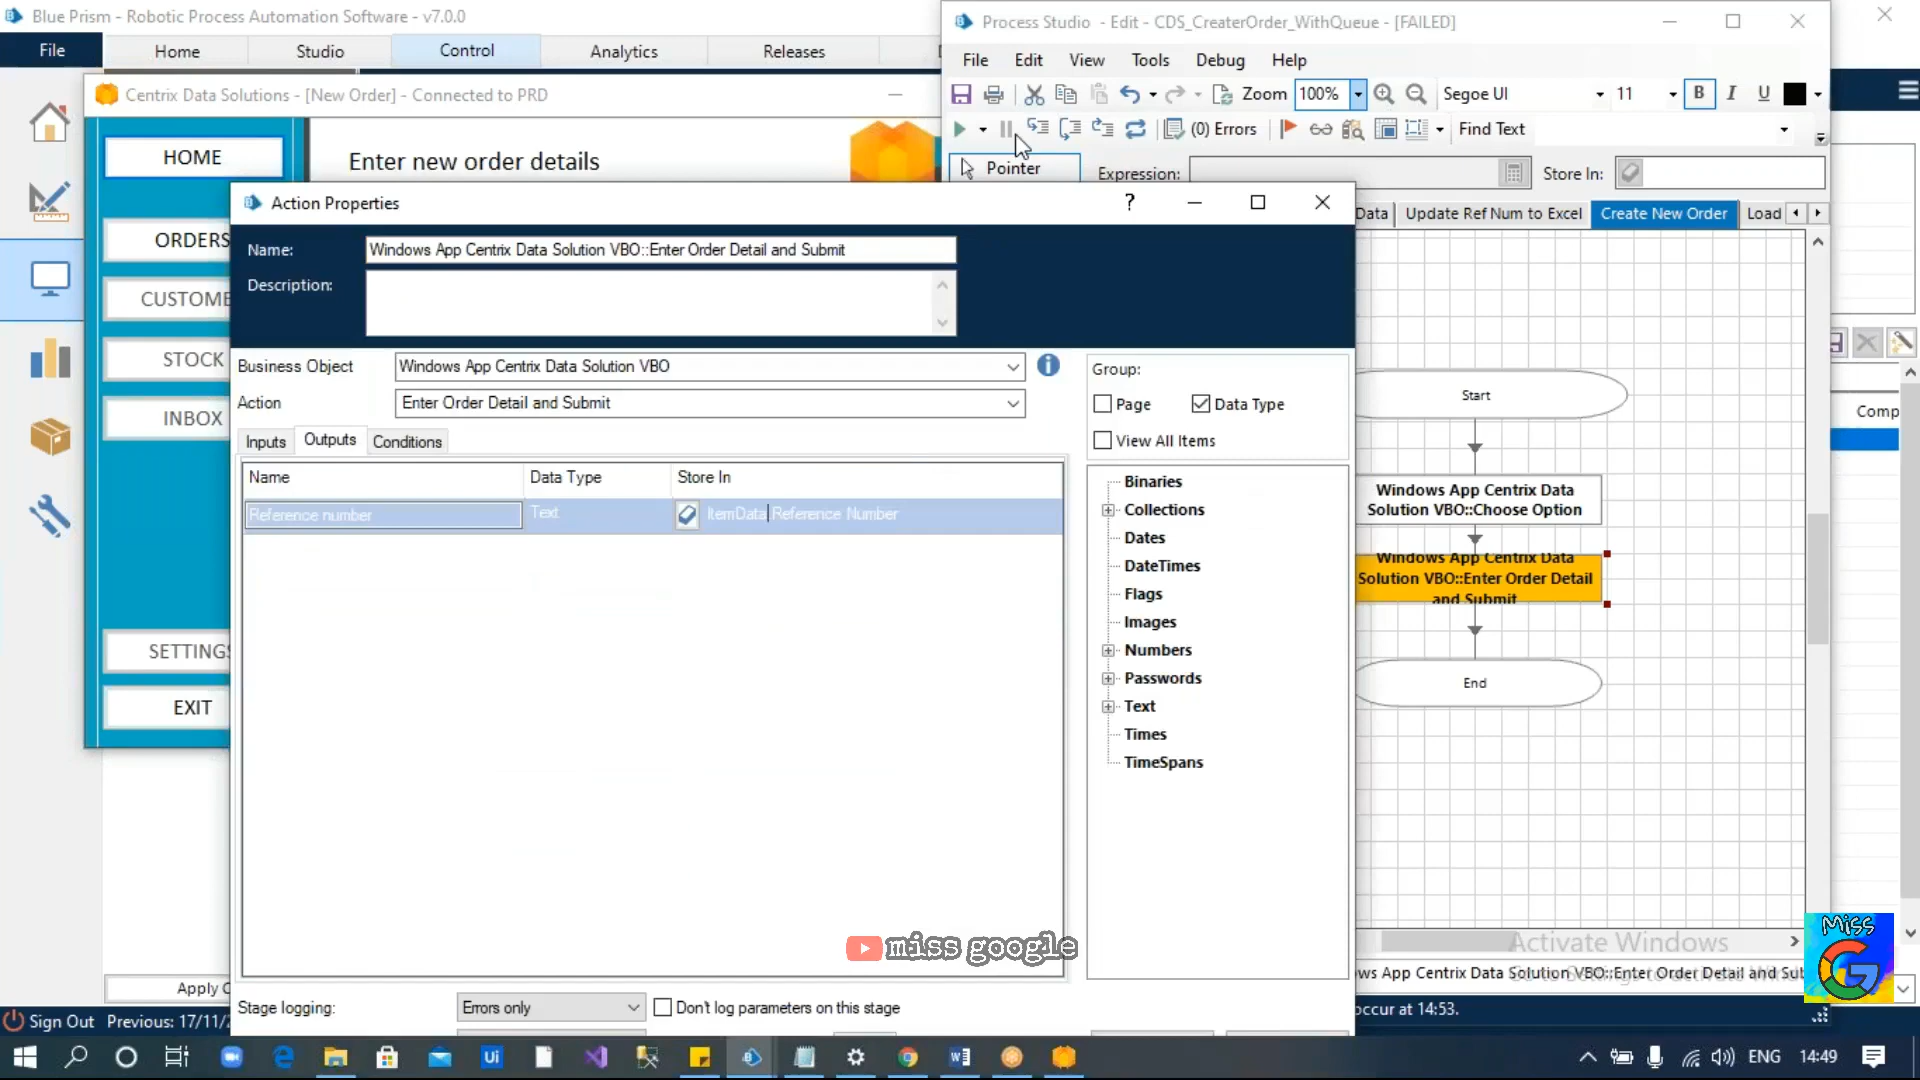 Blue Prism - Robotic Process Automation Software - v7.0.0
File
Home
Studio
Control
Analytics
Releases
Process Studio - Edit - CDS_CreaterOrder_WithQueue - [FAILED]
File Edit View Tools Debug Help
Zoom 100% Segoe UI 11 B I U
(0) Errors
Find Text
Pointer
Expression:
Store In:
Data
Update Ref Num to Excel
Create New Order
Load
Centrix Data Solutions - [New Order] - Connected to PRD
HOME
ORDERS
CUSTOME
STOCK
INBOX
SETTINGS
EXIT
Enter new order details
Action Properties
Name:
Windows App Centrix Data Solution VBO::Enter Order Detail and Submit
Description:
Business Object
Windows App Centrix Data Solution VBO
Action
Enter Order Detail and Submit
Inputs
Outputs
Conditions
Name
Data Type
Store In
Reference number
Text
ItemData Reference Number
Group:
Page
Data Type
View All Items
Binaries
Collections
Dates
DateTimes
Flags
Images
Numbers
Passwords
Text
Times
TimeSpans
Stage logging:
Errors only
Don't log parameters on this stage
Start
Windows App Centrix Data
Solution VBO::Choose Option
Windows App Centrix Data
Solution VBO::Enter Order Detail
and Submit
End
Comp
miss google
Miss
G
Activate Windows
ws App Centrix Data Solution VBO::Enter Order Detail and Sub
occur at 14:53.
Apply C
Sign Out
Previous: 17/11/2
Ui
ENG
14:49